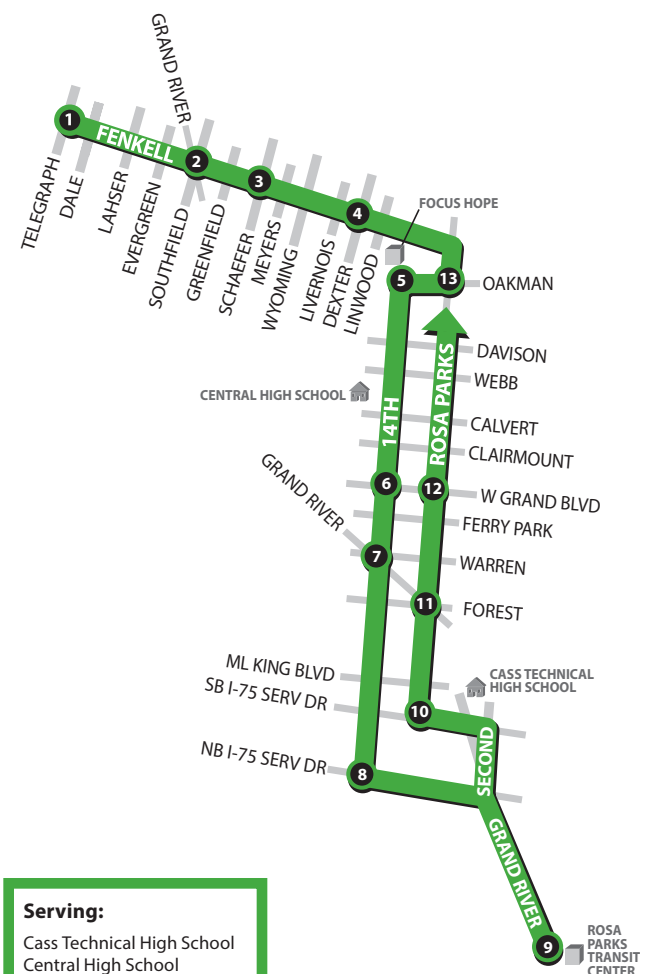 GRAND RIVER
1
FENKELL
2
3
4
TELEGRAPH
DALE
LAHSER
EVERGREEN
SOUTHFIELD
GREENFIELD
SCHAEFER
MEYERS
WYOMING
LIVERNOIS
DEXTER
LINWOOD
FOCUS HOPE
5
13
OAKMAN
DAVISON
WEBB
CENTRAL HIGH SCHOOL
14TH
ROSA PARKS
CALVERT
CLAIRMOUNT
6
12
W GRAND BLVD
GRAND RIVER
FERRY PARK
7
WARREN
11
FOREST
ML KING BLVD
SB I-75 SERV DR
CASS TECHNICAL
HIGH SCHOOL
10
NB I-75 SERV DR
8
SECOND
GRAND RIVER
9
ROSA
PARKS
TRANSIT
CENTER
Serving:
Cass Technical High School
Central High School